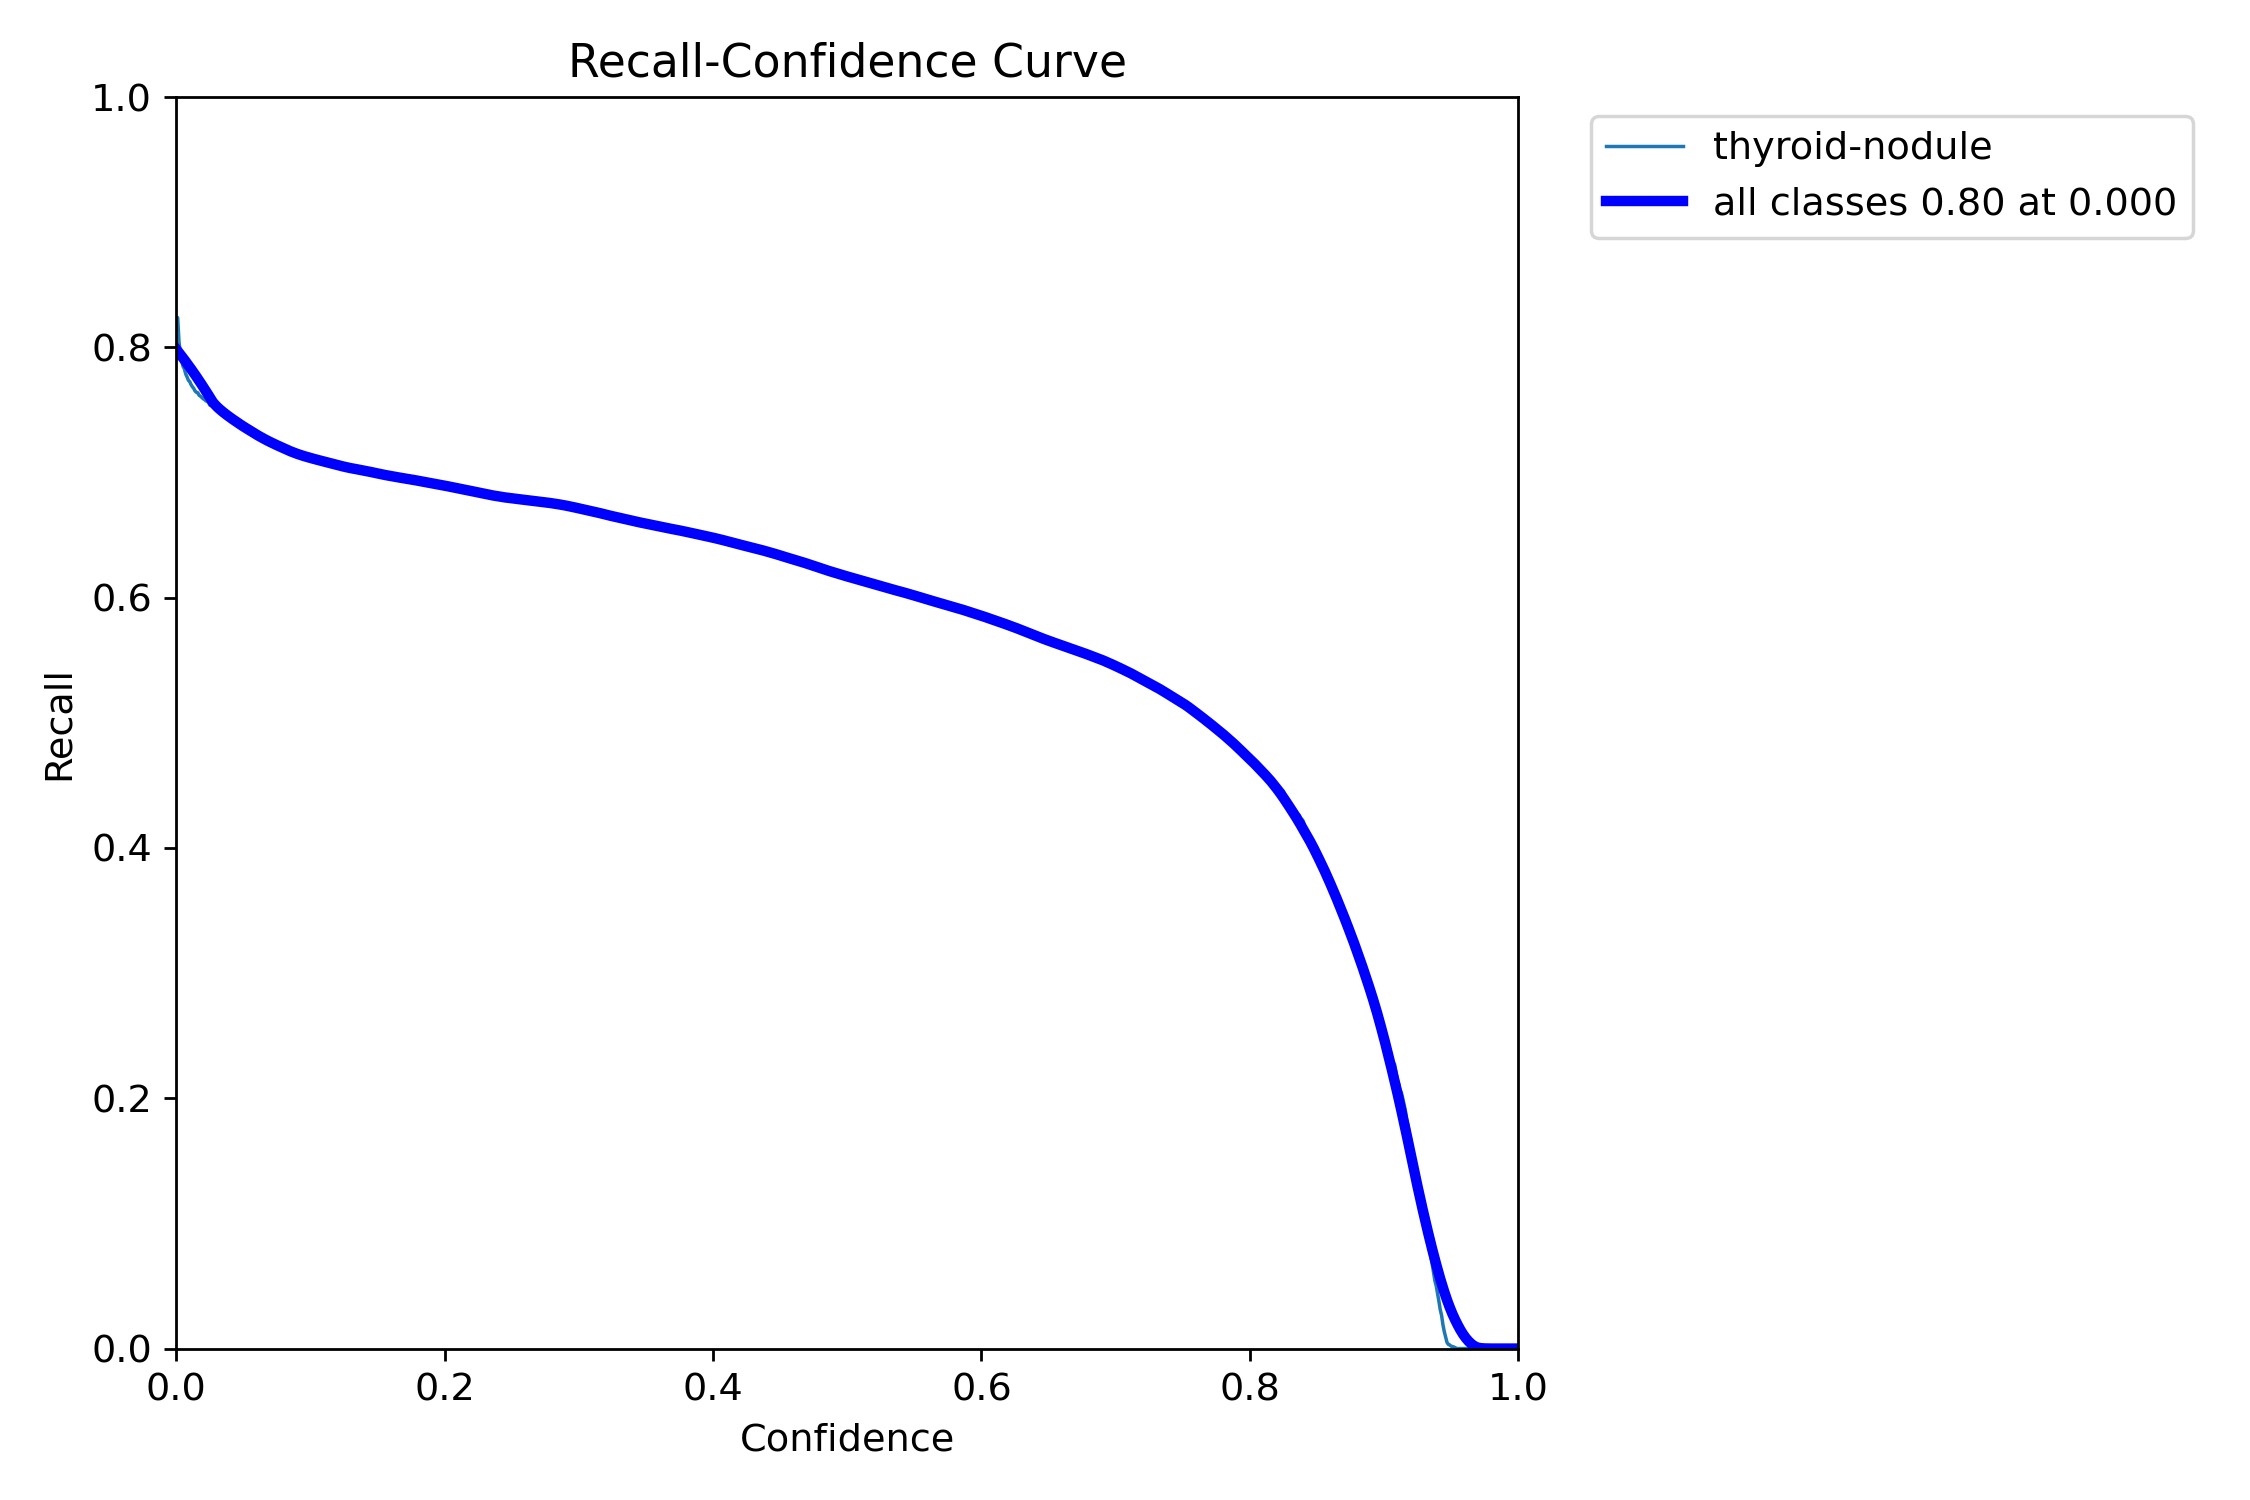 Recall-Confidence Curve
1.0
0.8
0.6
0.4
0.2
0.0
Recall
0.0 0.2 0.4 0.6 0.8 1.0
Confidence
thyroid-nodule
all classes 0.80 at 0.000